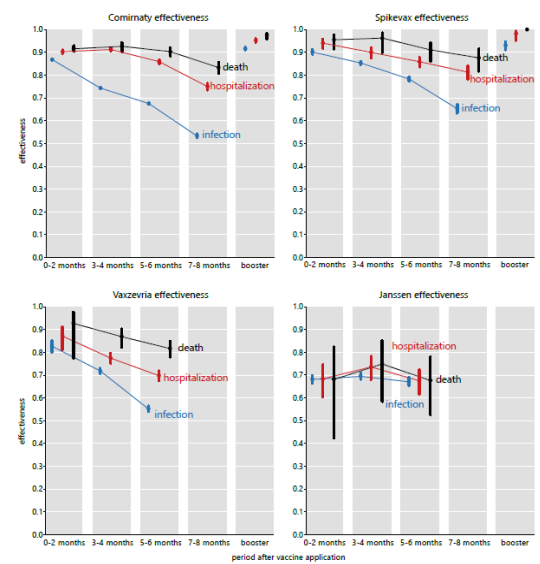 Comirnaty effectiveness
1.0
0.9
0.8
0.7
0.6
0.5
0.4
0.3
0.2
0.1
0.0
effectiveness
death
hospitalization
infection
0-2 months 3-4 months 5-6 months 7-8 months booster
Spikevax effectiveness
1.0
0.9
0.8
0.7
0.6
0.5
0.4
0.3
0.2
0.1
0.0
death
hospitalization
infection
0-2 months 3-4 months 5-6 months 7-8 months booster
Vaxzevria effectiveness
1.0
0.9
0.8
0.7
0.6
0.5
0.4
0.3
0.2
0.1
0.0
effectiveness
death
hospitalization
infection
0-2 months 3-4 months 5-6 months 7-8 months booster
Janssen effectiveness
1.0
0.9
0.8
0.7
0.6
0.5
0.4
0.3
0.2
0.1
0.0
hospitalization
death
infection
0-2 months 3-4 months 5-6 months 7-8 months booster
period after vaccine application